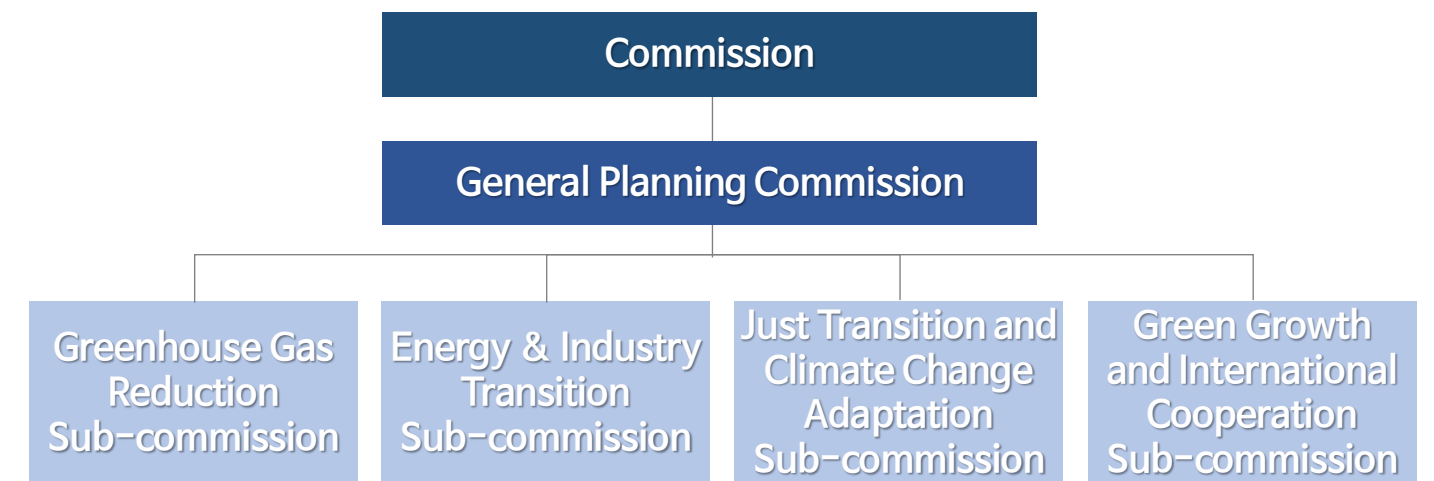 Commission
General Planning Commission
Greenhouse Gas
Reduction
Sub-commission
Energy & Industry
Transition
Sub-commission
Just Transition and
Climate Change
Adaptation
Sub-commission
Green Growth
and International
Cooperation
Sub-commission